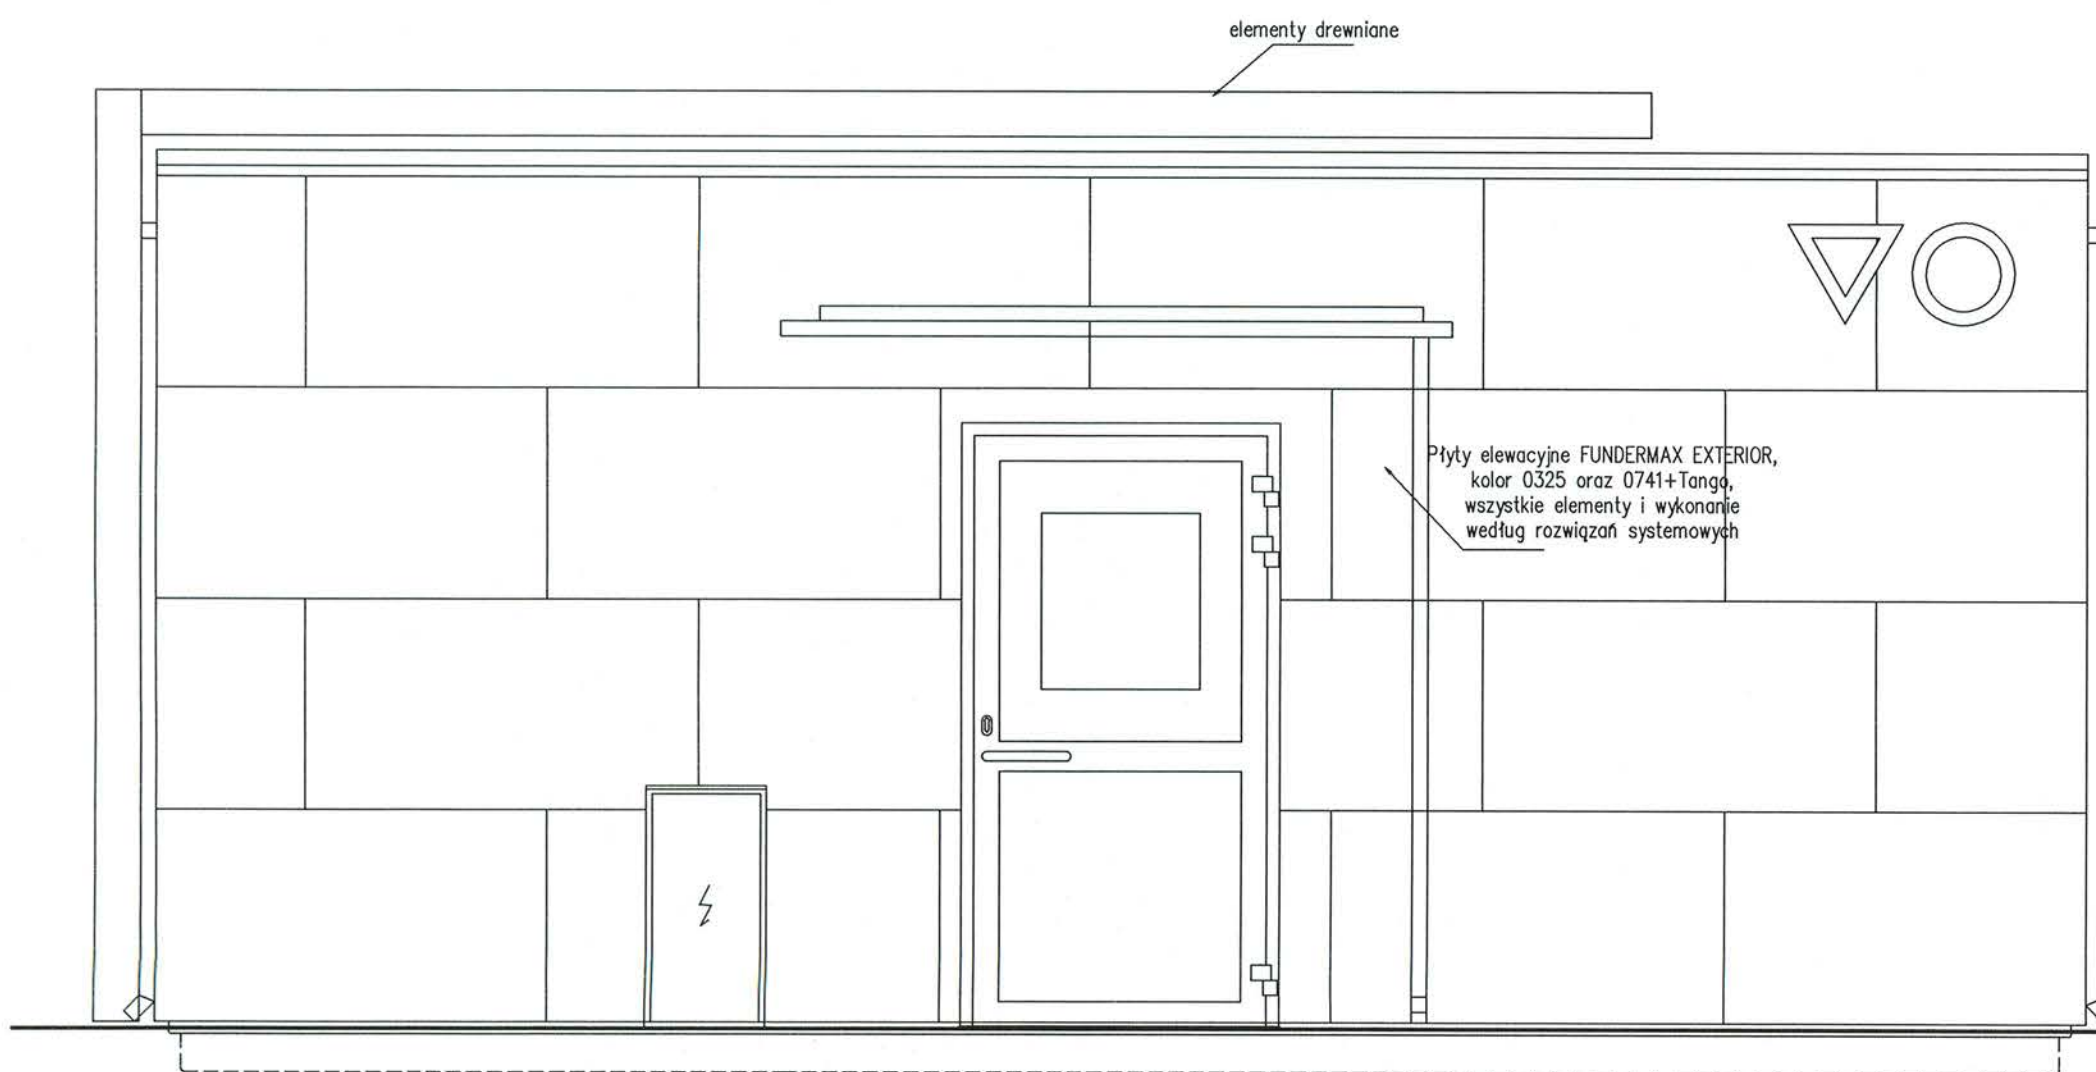 elementy drewniane
Płyty elewacyjne FUNDERMAX EXTERIOR,
kolor 0325 oraz 0741+Tango,
wszystkie elementy i wykonanie
według rozwiązań systemowych